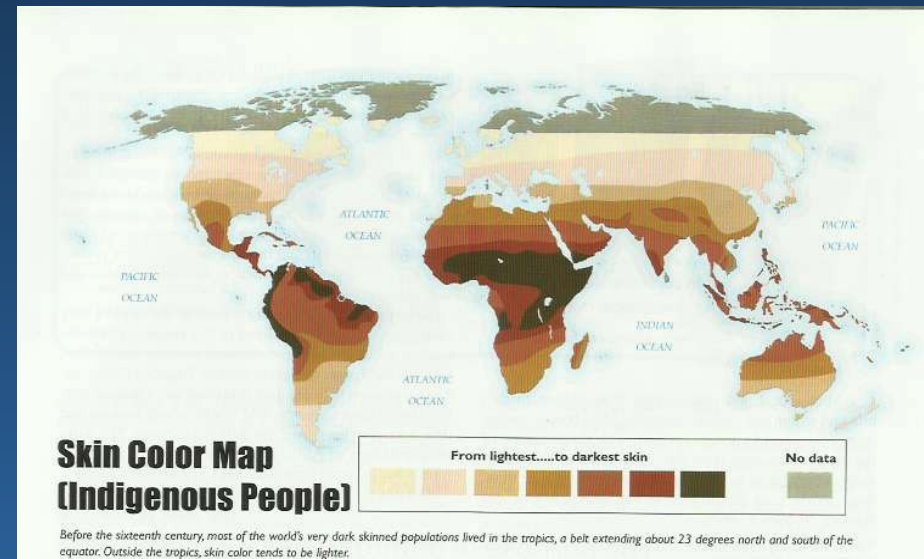 ATLANTIC
OCEAN
PACIFIC
OCEAN
PACIFIC
OCEAN
INDIAN
OCEAN
ATLANTIC
OCEAN
Skin Color Map
(Indigenous People)
From lightest.....to darkest skin
No data
Before the sixteenth century, most of the world's very dark skinned populations lived in the tropics, a belt extending about 23 degrees north and south of the
equator. Outside the tropics, skin color tends to be lighter.